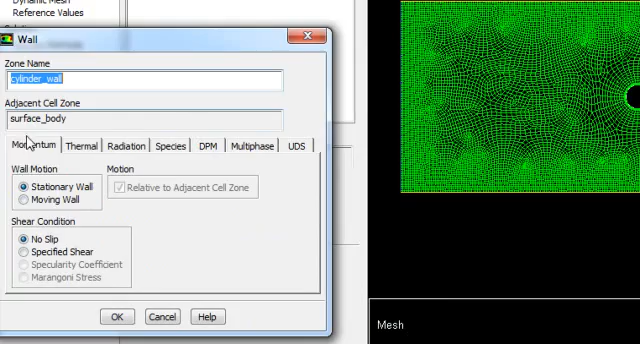 Dynamic Mesh
Reference Values
Wall
Zone Name
cylinder_wall
Adjacent Cell Zone
surface_body
Momentum Thermal Radiation Species DPM Multiphase UDS
Wall Motion Motion
Stationary Wall Relative to Adjacent Cell Zone
Moving Wall
Shear Condition
No Slip
Specified Shear
Specularity Coefficient
Marangoni Stress
OK Cancel Help
Mesh